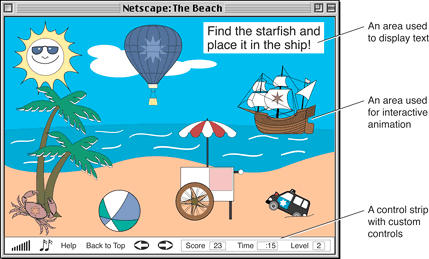 Netscape: The Beach
Find the starfish and
place it in the ship!
An area used
to display text
An area used
for interactive
animation
A control strip
with custom
controls
Help Back to Top Score 23 Time :15 Level 2